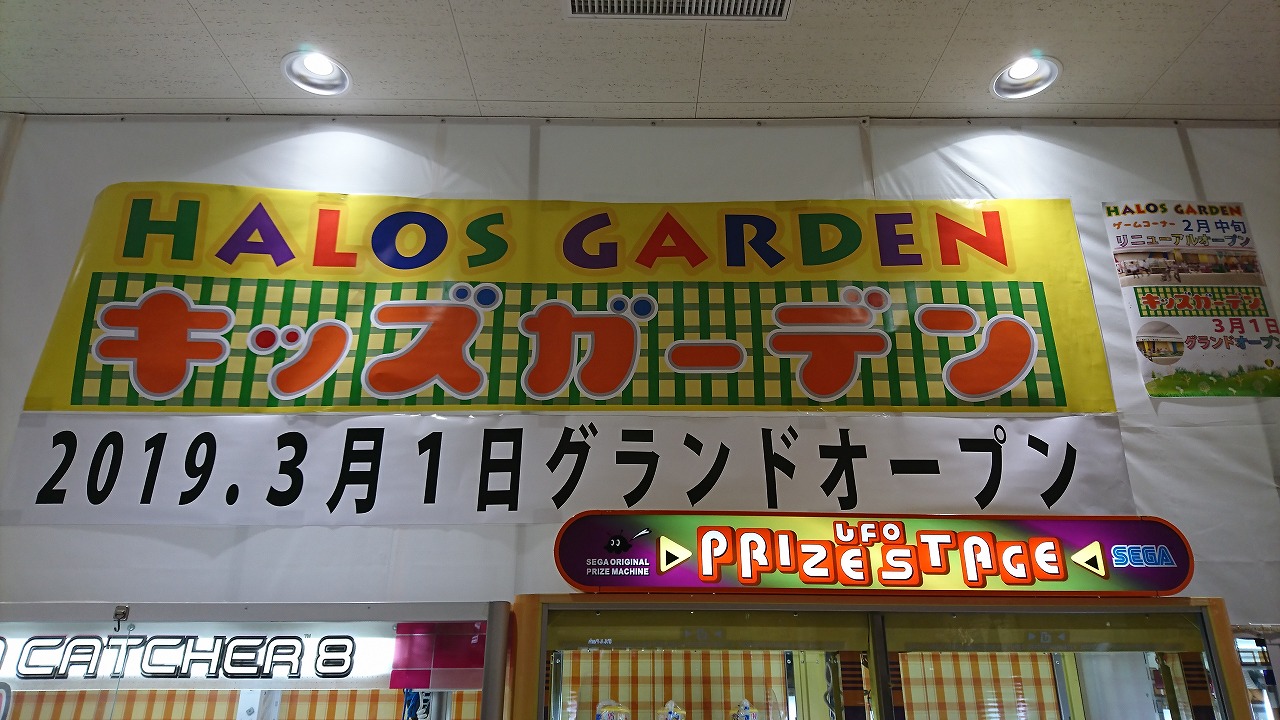 HALOS GARDEN
キッズガーデン
2019.3月1日グランドオープン
HALOS GARDEN
ゲームコーナー 2月中旬
リニューアルオープン
キッズガーデン
3月1日
グランドオープン
SEGA ORIGINAL
PRIZE MACHINE
UFO
PRIZE STAGE
SEGA
CATCHER 8